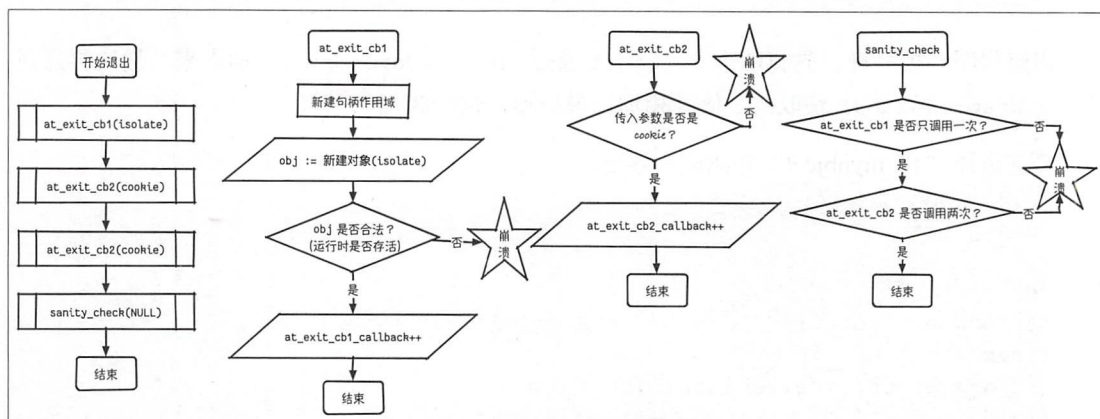 开始退出
at_exit_cb1(isolate)
at_exit_cb2(cookie)
at_exit_cb2(cookie)
sanity_check(NULL)
结束
at_exit_cb1
新建句柄作用域
obj := 新建对象(isolate)
obj 是否合法？
(运行时是否存活)
否
崩
溃
是
at_exit_cb1_callback++
结束
at_exit_cb2
传入参数是否是
cookie？
否
崩
溃
是
at_exit_cb2_callback++
结束
sanity_check
at_exit_cb1 是否只调用一次？
否
是
at_exit_cb2 是否调用两次？
否
崩
溃
是
结束